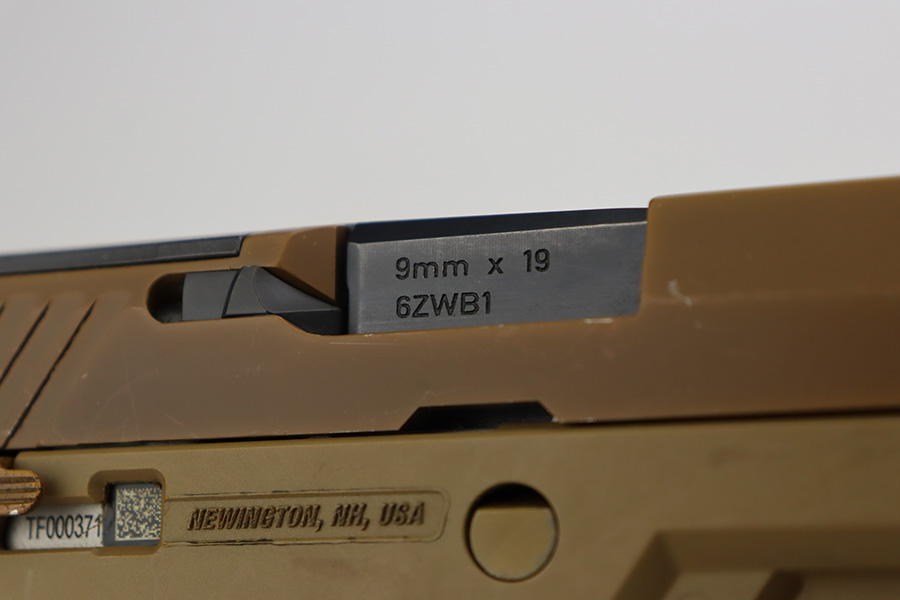 9mm x 19
6ZWB1
TF000371
NEWINGTON, NH, USA